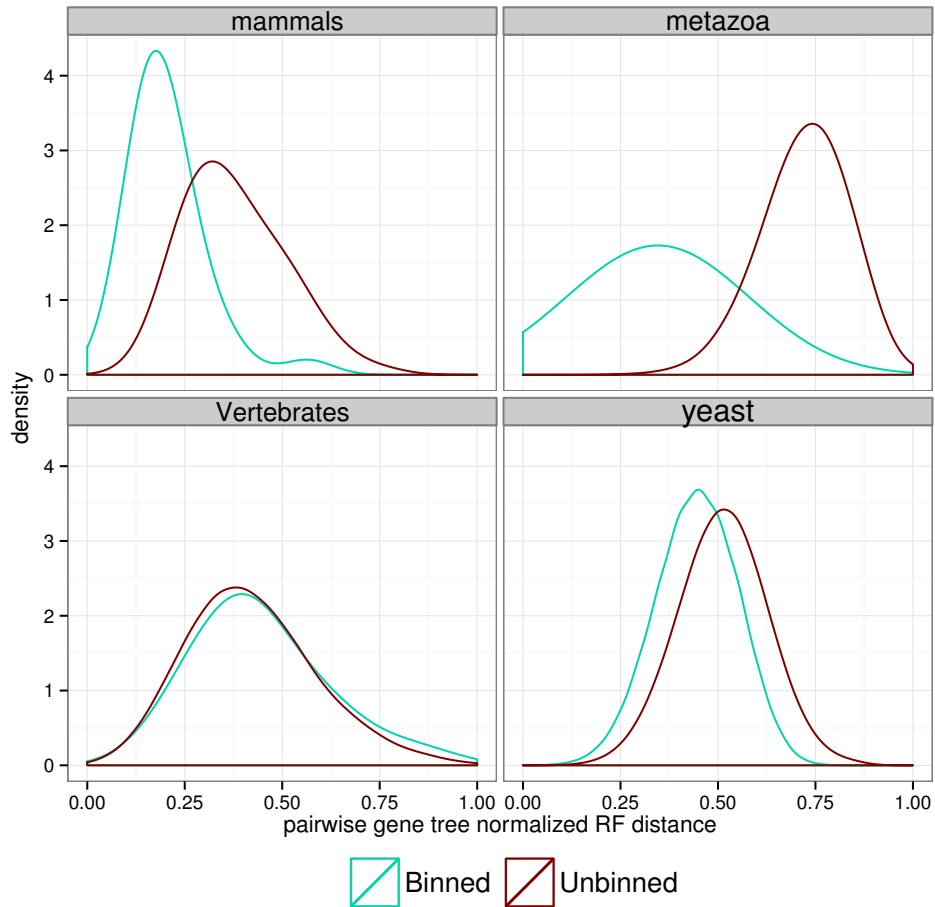 mammals metazoa
density
4
3
2
1
0
Vertebrates yeast
4
3
2
1
0
0.00 0.25 0.50 0.75 1.00 0.00 0.25 0.50 0.75 1.00
pairwise gene tree normalized RF distance
Binned Unbinned